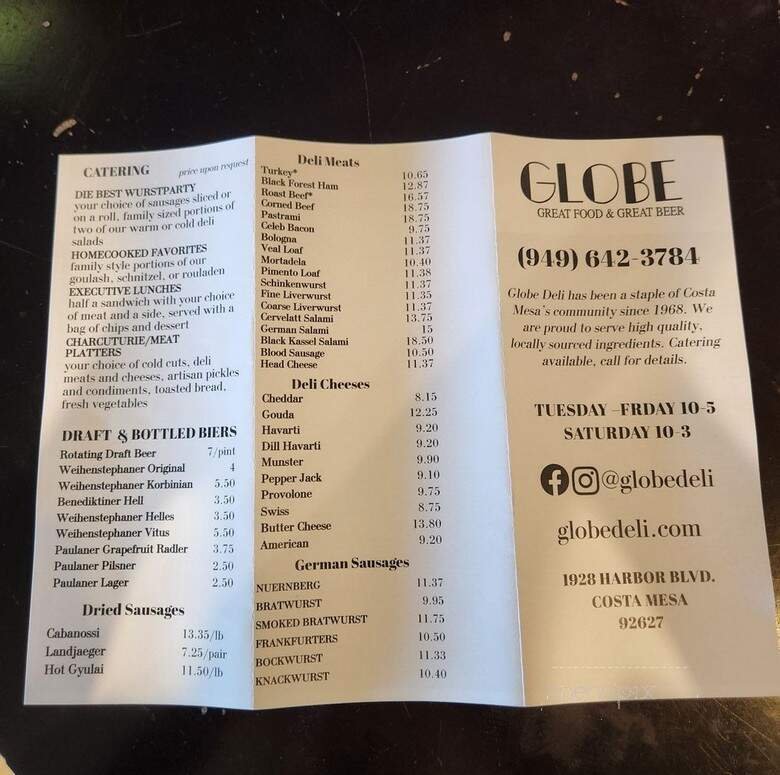 CATERING price upon request
DIE BEST WURSTPARTY
your choice of sausages sliced or
on a roll, family sized portions of
two of our warm or cold deli
salads
HOMECOOKED FAVORITES
family style portions of our
goulash, schnitzel, or rouladen
EXECUTIVE LUNCHES
half a sandwich with your choice
of meat and a side, served with a
bag of chips and dessert
CHARCUTURIE/MEAT
PLATTERS
your choice of cold cuts, deli
meats and cheeses, artisan pickles
and condiments, toasted bread,
fresh vegetables
DRAFT & BOTTLED BIERS
Rotating Draft Beer 7/pint
Weihenstephaner Original 4
Weihenstephaner Korbinian 5.50
Benediktiner Hell 3.50
Weihenstephaner Helles 3.50
Weihenstephaner Vitus 5.50
Paulaner Grapefruit Radler 3.75
Paulaner Pilsner 2.50
Paulaner Lager 2.50
Dried Sausages
Cabanossi 13.35/lb
Landjaeger 7.25/pair
Hot Gyulai 11.50/lb
Deli Meats
Turkey* 10.65
Black Forest Ham 12.87
Roast Beef* 16.57
Corned Beef 18.75
Pastrami 18.75
Celeb Bacon 9.75
Bologna 11.37
Veal Loaf 11.37
Mortadela 10.40
Pimento Loaf 11.38
Schinkenwurst 11.37
Fine Liverwurst 11.35
Coarse Liverwurst 11.37
Cervelatt Salami 13.75
German Salami 15
Black Kassel Salami 18.50
Blood Sausage 10.50
Head Cheese 11.37
Deli Cheeses
Cheddar 8.15
Gouda 12.25
Havarti 9.20
Dill Havarti 9.20
Munster 9.90
Pepper Jack 9.10
Provolone 9.75
Swiss 8.75
Butter Cheese 13.80
American 9.20
German Sausages
NUERNBERG 11.37
BRATWURST 9.95
SMOKED BRATWURST 11.75
FRANKFURTERS 10.50
BOCKWURST 11.33
KNACKWURST 10.40
GLOBE
GREAT FOOD & GREAT BEER
(949) 642-3784
Globe Deli has been a staple of Costa
Mesa's community since 1968. We
are proud to serve high quality,
locally sourced ingredients. Catering
available, call for details.
TUESDAY –FRDAY 10-5
SATURDAY 10-3
@globedeli
globedeli.com
1928 HARBOR BLVD.
COSTA MESA
92627